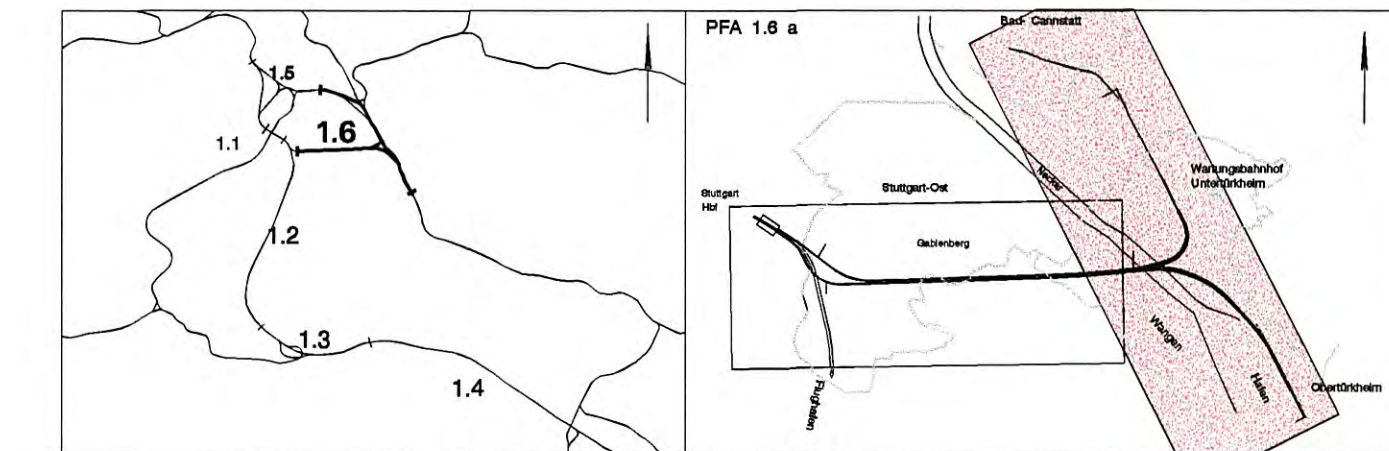 1.5
1.1
1.6
1.2
1.3
1.4
PFA 1.6 a
Bad- Cannstatt
Neckar
Wartungsbahnhof
Untertürkheim
Stuttgart
Hbf
Stuttgart-Ost
Gablenberg
Flughafen
Wangen
Hafen
Obertürkheim